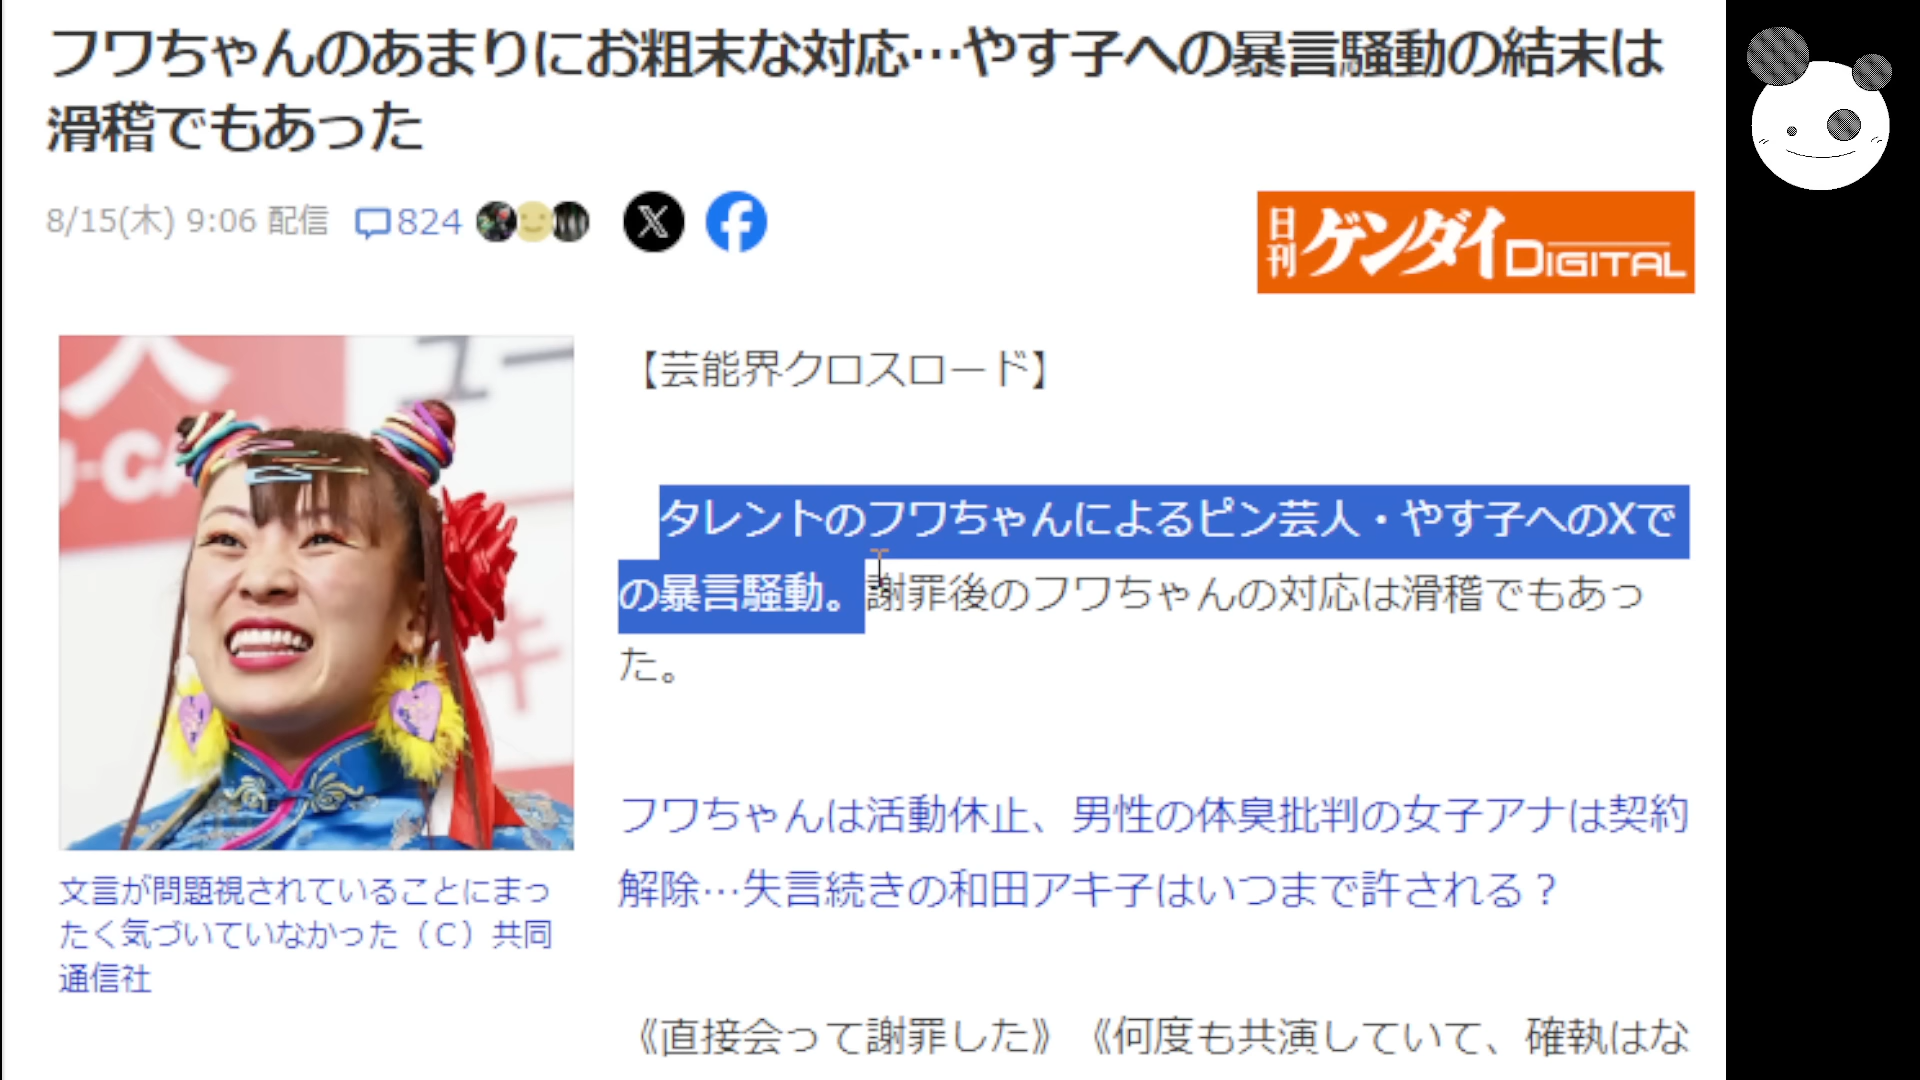 フワちゃんのあまりにお粗末な対応…やす子への暴言騒動の結末は
滑稽でもあった
8/15(木) 9:06 配信 824
日刊ゲンダイDIGITAL
【芸能界クロスロード】
タレントのフワちゃんによるピン芸人・やす子へのXで
の暴言騒動。謝罪後のフワちゃんの対応は滑稽でもあっ
た。
フワちゃんは活動休止、男性の体臭批判の女子アナは契約
解除…失言続きの和田アキ子はいつまで許される？
《直接会って謝罪した》《何度も共演していて、確執はな
文言が問題視されていることにまっ
たく気づいていなかった（Ｃ）共同
通信社